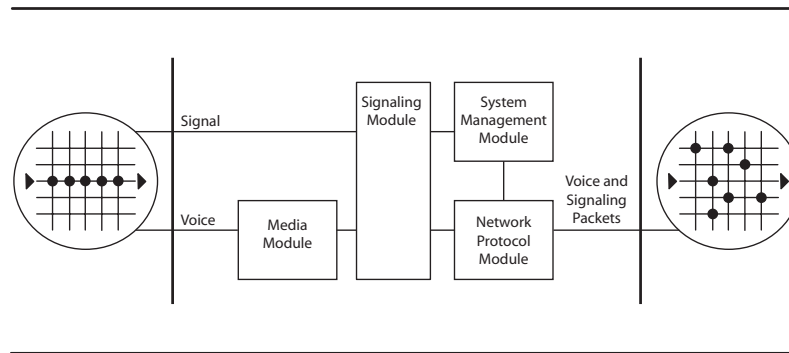 Signal
Signaling
Module
System
Management
Module
Voice and
Signaling
Packets
Voice
Media
Module
Network
Protocol
Module